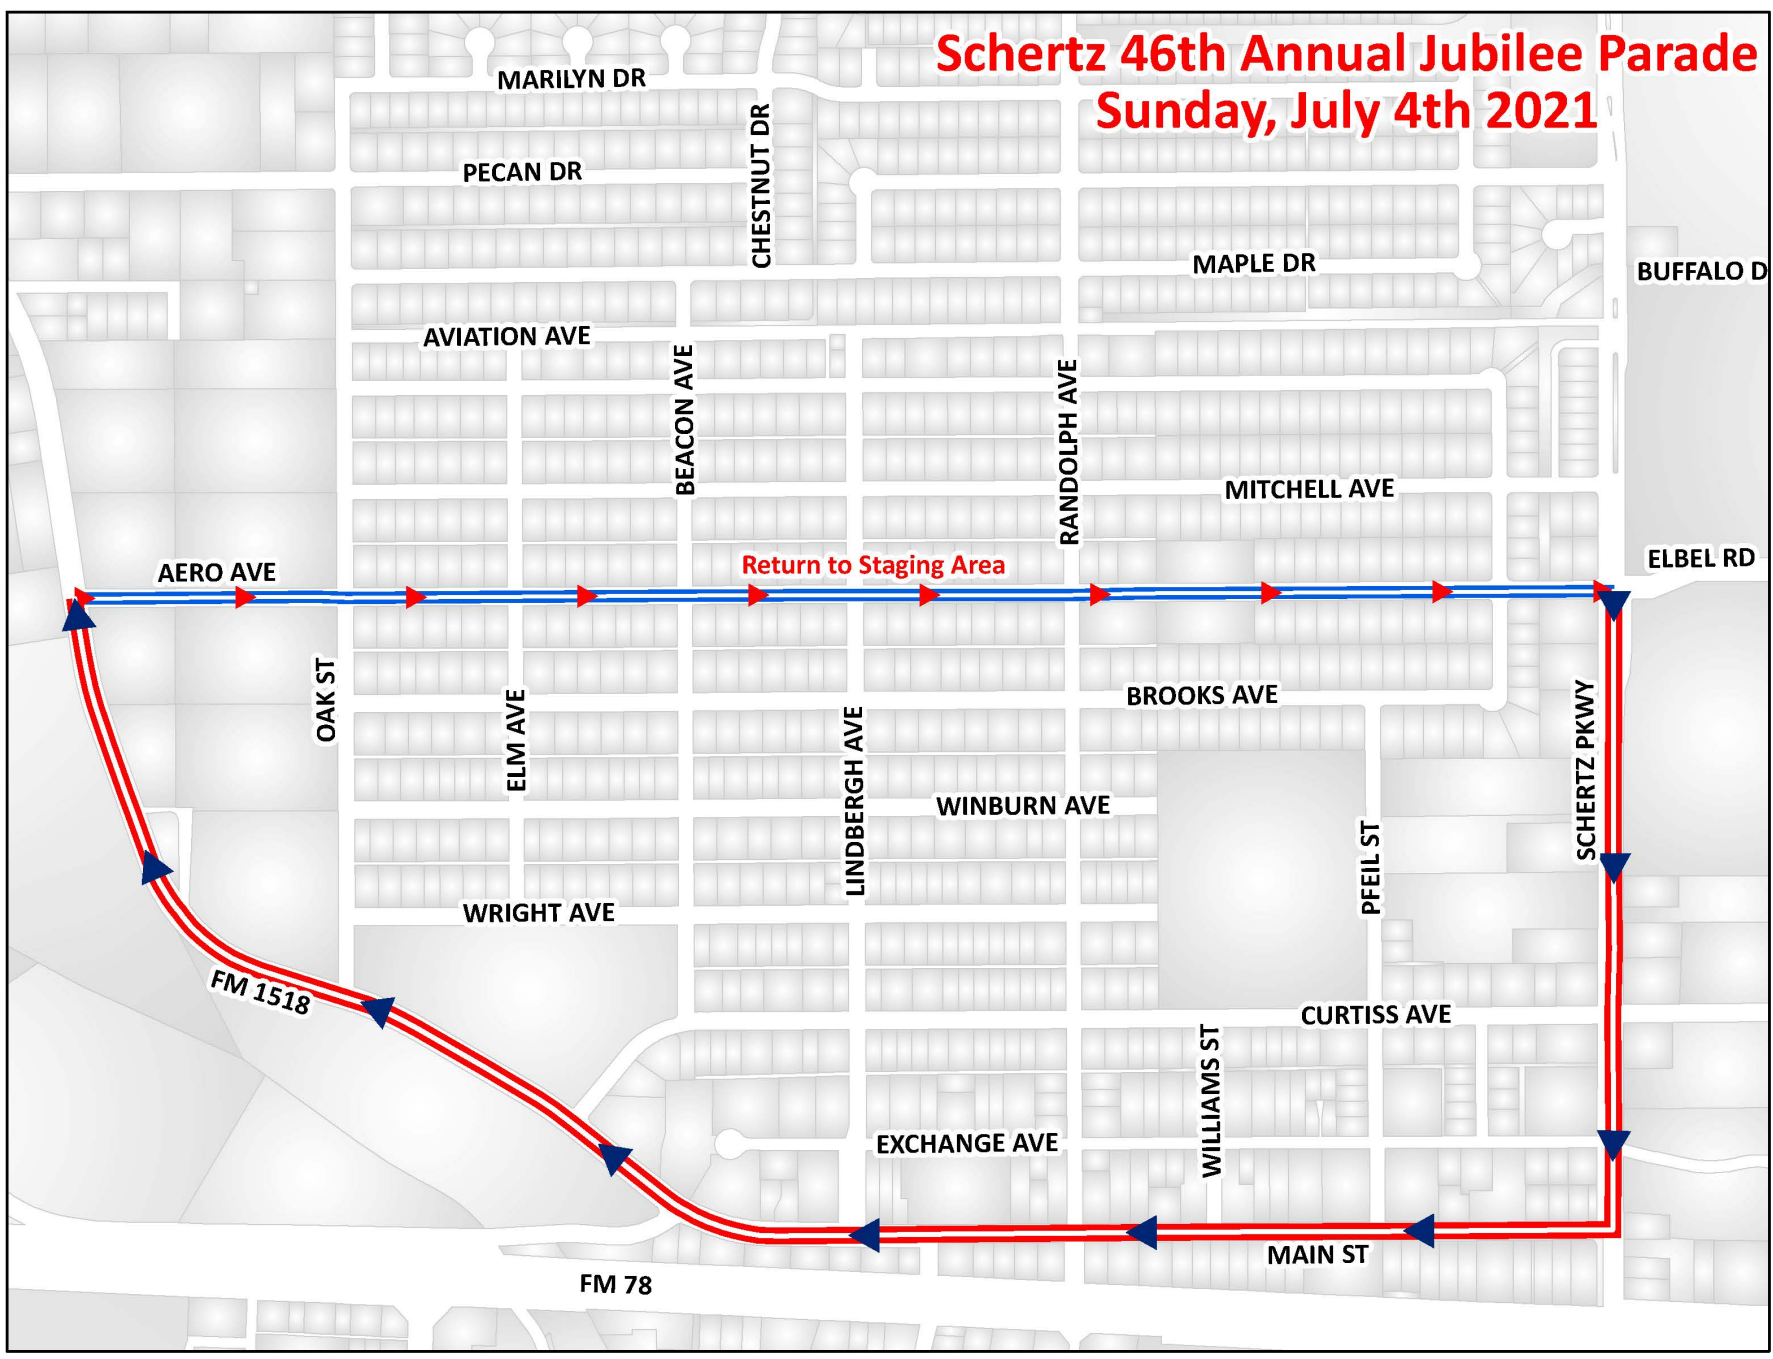 Schertz 46th Annual Jubilee Parade
Sunday, July 4th 2021
MARILYN DR
CHESTNUT DR
PECAN DR
MAPLE DR
BUFFALO D
AVIATION AVE
BEACON AVE
RANDOLPH AVE
MITCHELL AVE
ELBEL RD
AERO AVE
Return to Staging Area
OAK ST
ELM AVE
LINDBERGH AVE
BROOKS AVE
SCHERTZ PKWY
WINBURN AVE
PFEIL ST
WRIGHT AVE
FM 1518
CURTISS AVE
WILLIAMS ST
EXCHANGE AVE
MAIN ST
FM 78